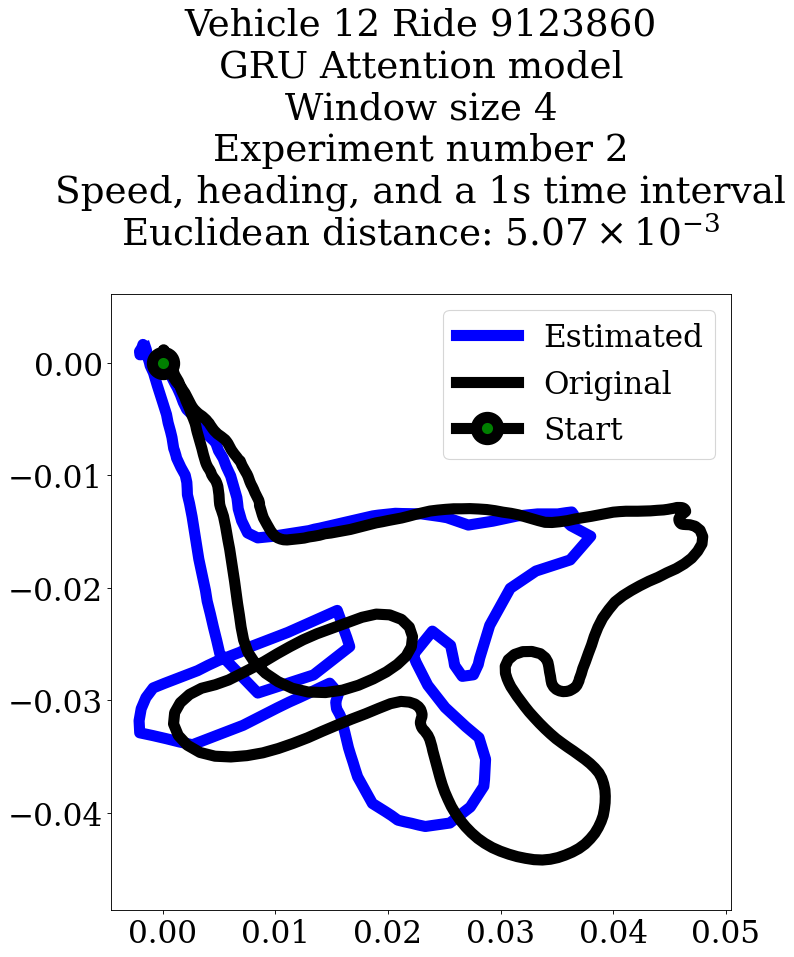 Vehicle 12 Ride 9123860
GRU Attention model
Window size 4
Experiment number 2
Speed, heading, and a 1s time interval
Euclidean distance: 5.07 × 10⁻³
Estimated
Original
Start
0.00
−0.01
−0.02
−0.03
−0.04
0.00 0.01 0.02 0.03 0.04 0.05